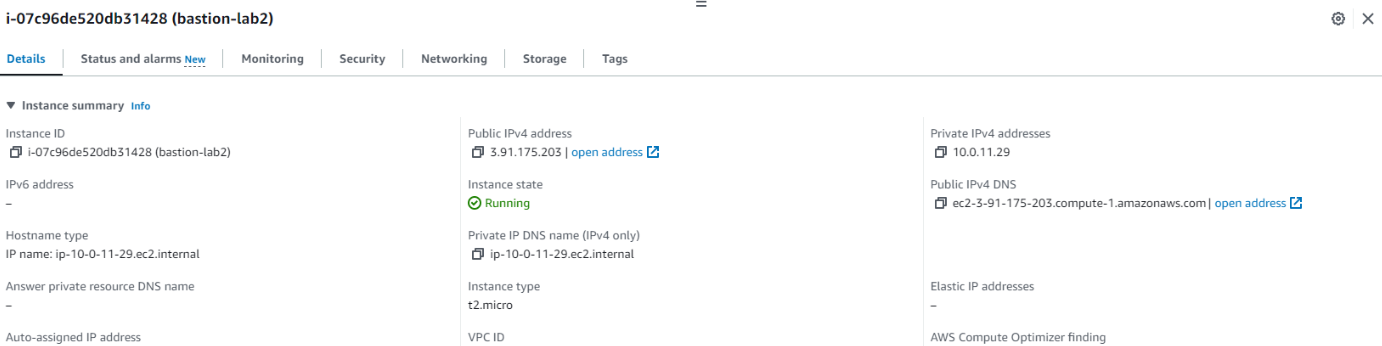 i-07c96de520db31428 (bastion-lab2)
Details Status and alarms New Monitoring Security Networking Storage Tags
Instance summary Info
Instance ID
i-07c96de520db31428 (bastion-lab2)
Public IPv4 address
3.91.175.203 | open address
Private IPv4 addresses
10.0.11.29
IPv6 address
–
Instance state
Running
Public IPv4 DNS
ec2-3-91-175-203.compute-1.amazonaws.com | open address
Hostname type
IP name: ip-10-0-11-29.ec2.internal
Private IP DNS name (IPv4 only)
ip-10-0-11-29.ec2.internal
Answer private resource DNS name
–
Instance type
t2.micro
Elastic IP addresses
–
Auto-assigned IP address
VPC ID
AWS Compute Optimizer finding